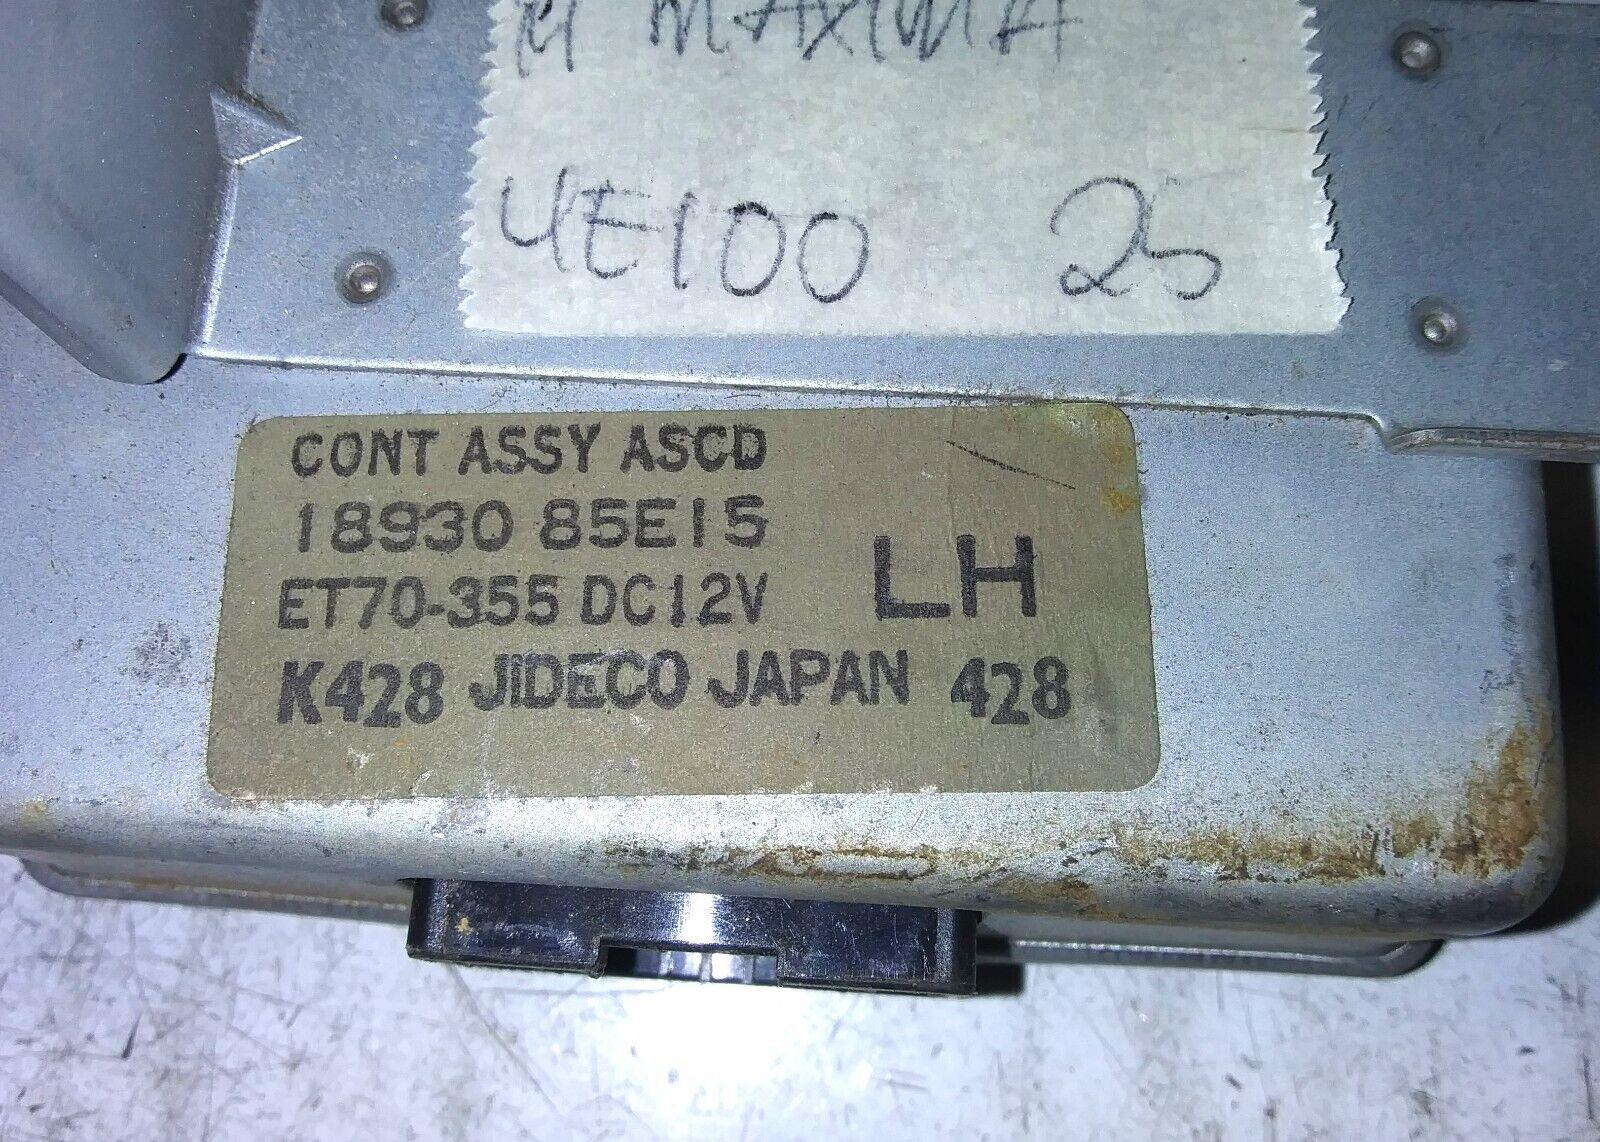 MAXIMA
4E100 25
CONT ASSY ASCD
18930 85E15
ET70-355 DC12V LH
K428 JIDECO JAPAN 428